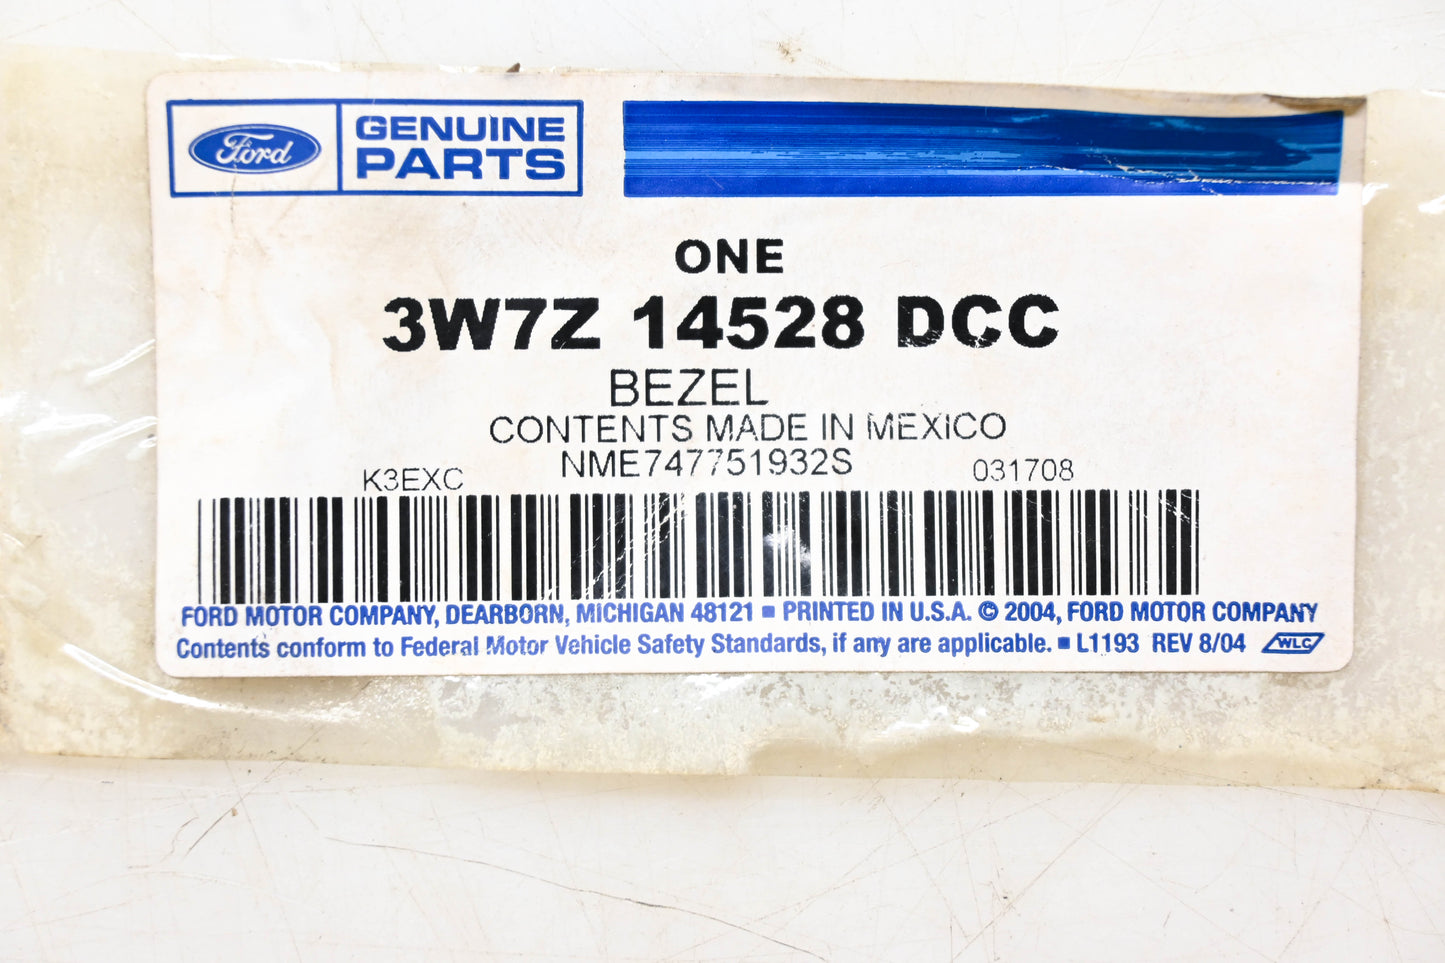 Ford
GENUINE
PARTS
ONE
3W7Z 14528 DCC
BEZEL
CONTENTS MADE IN MEXICO
NME747751932S
K3EXC 031708
FORD MOTOR COMPANY, DEARBORN, MICHIGAN 48121 ■ PRINTED IN U.S.A. © 2004, FORD MOTOR COMPANY
Contents conform to Federal Motor Vehicle Safety Standards, if any are applicable. ■ L1193 REV 8/04 WLC